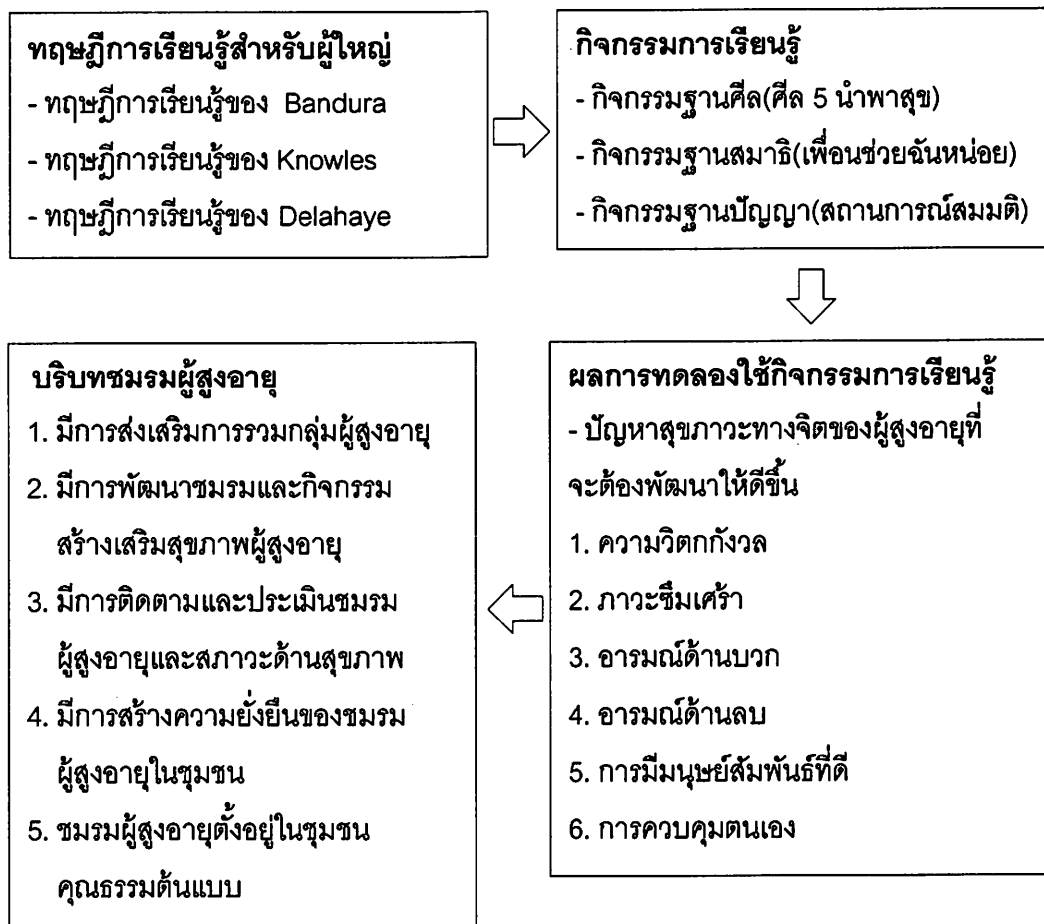 ทฤษฎีการเรียนรู้สำหรับผู้ใหญ่
- ทฤษฎีการเรียนรู้ของ Bandura
- ทฤษฎีการเรียนรู้ของ Knowles
- ทฤษฎีการเรียนรู้ของ Delahaye
กิจกรรมการเรียนรู้
- กิจกรรมฐานศีล(ศีล 5 นำพาสุข)
- กิจกรรมฐานสมาธิ(เพื่อนช่วยฉันหน่อย)
- กิจกรรมฐานปัญญา(สถานการณ์สมมติ)
ผลการทดลองใช้กิจกรรมการเรียนรู้
- ปัญหาสุขภาวะทางจิตของผู้สูงอายุที่
จะต้องพัฒนาให้ดีขึ้น
1. ความวิตกกังวล
2. ภาวะซึมเศร้า
3. อารมณ์ด้านบวก
4. อารมณ์ด้านลบ
5. การมีมนุษย์สัมพันธ์ที่ดี
6. การควบคุมตนเอง
บริบทชมรมผู้สูงอายุ
1. มีการส่งเสริมการรวมกลุ่มผู้สูงอายุ
2. มีการพัฒนาชมรมและกิจกรรม
สร้างเสริมสุขภาพผู้สูงอายุ
3. มีการติดตามและประเมินชมรม
ผู้สูงอายุและสภาวะด้านสุขภาพ
4. มีการสร้างความยั่งยืนของชมรม
ผู้สูงอายุในชุมชน
5. ชมรมผู้สูงอายุตั้งอยู่ในชุมชน
คุณธรรมต้นแบบ